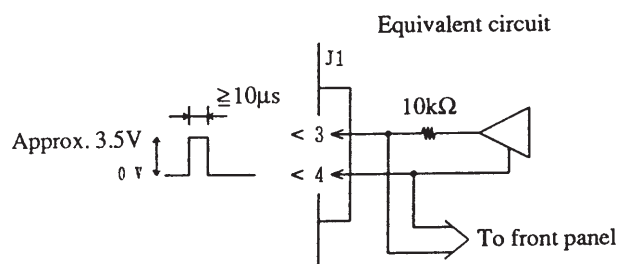 Equivalent circuit
J1
≧10μs
10kΩ
Approx. 3.5V
< 3
0 V
< 4
To front panel